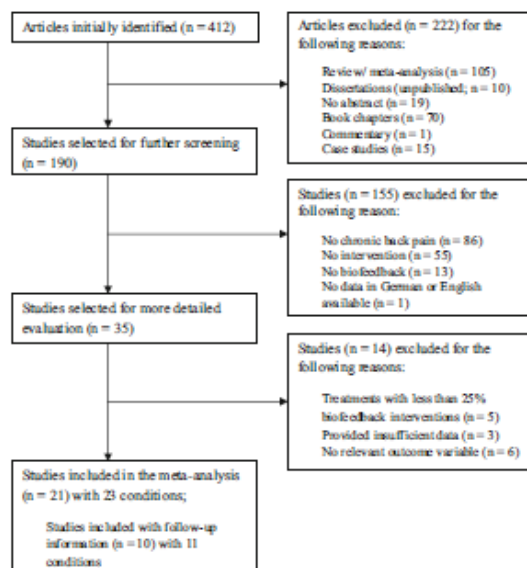 Articles initially identified (n = 412)
Articles excluded (n = 222) for the
following reasons:
Review/ meta-analysis (n = 105)
Dissertations (unpublished; n = 10)
No abstract (n = 19)
Book chapters (n = 70)
Commentary (n = 1)
Case studies (n = 15)
Studies selected for further screening
(n = 190)
Studies (n = 155) excluded for the
following reason:
No chronic back pain (n = 86)
No intervention (n = 55)
No biofeedback (n = 13)
No data in German or English
available (n = 1)
Studies selected for more detailed
evaluation (n = 35)
Studies (n = 14) excluded for the
following reasons:
Treatments with less than 25%
biofeedback interventions (n = 5)
Provided insufficient data (n = 3)
No relevant outcome variable (n = 6)
Studies included in the meta-analysis
(n = 21) with 23 conditions;
Studies included with follow-up
information (n = 10) with 11
conditions